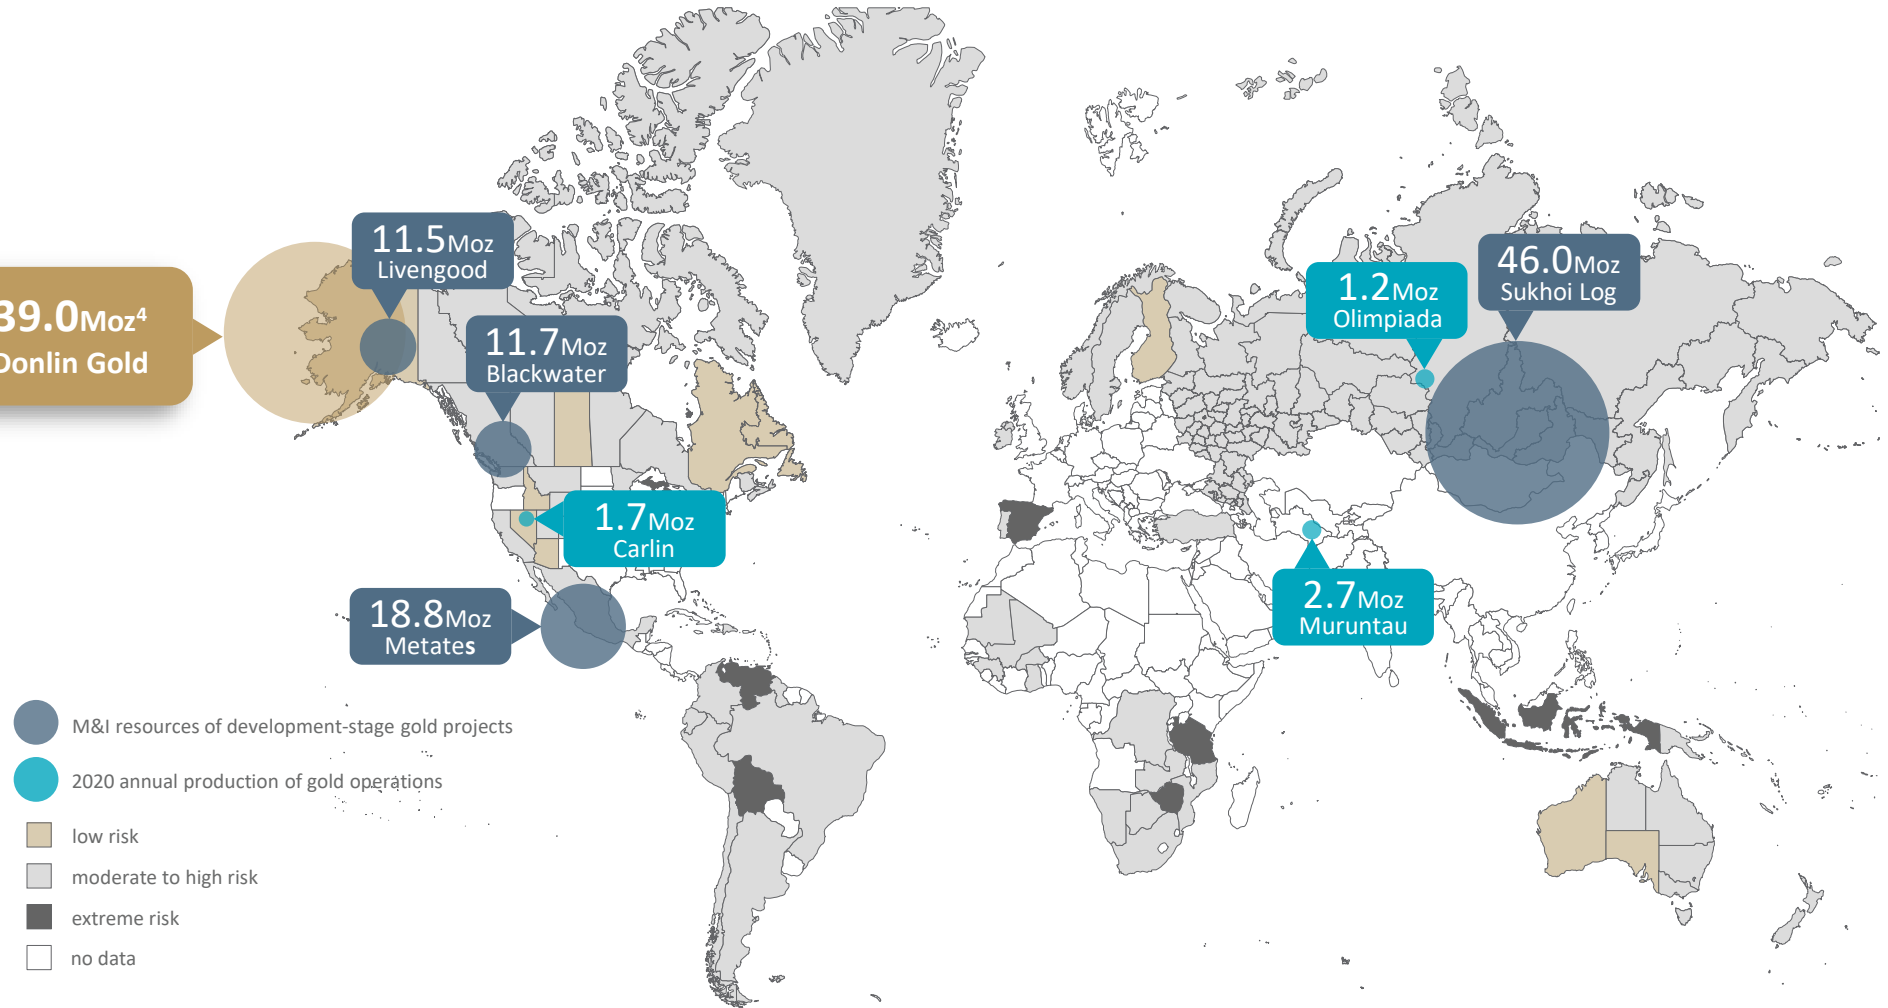 11.5Moz
Livengood
39.0Moz⁴
Donlin Gold
11.7Moz
Blackwater
1.2Moz
Olimpiada
46.0Moz
Sukhoi Log
1.7Moz
Carlin
18.8Moz
Metates
2.7Moz
Muruntau
M&I resources of development-stage gold projects
2020 annual production of gold operations
low risk
moderate to high risk
extreme risk
no data